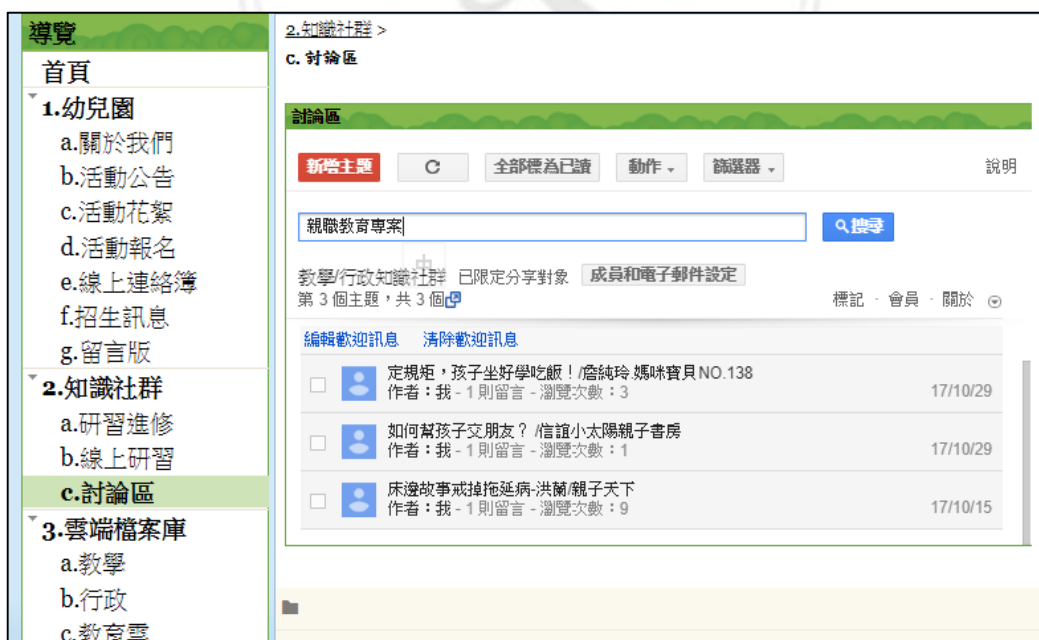 導覽
首頁
1.幼兒園
a.關於我們
b.活動公告
c.活動花絮
d.活動報名
e.線上連絡簿
f.招生訊息
g.留言版
2.知識社群
a.研習進修
b.線上研習
c.討論區
3.雲端檔案庫
a.教學
b.行政
c.教育雲
2.知識社群 >
C. 討論區
討論區
新增主題 全部標為已讀 動作 篩選器 說明
親職教育專案 搜尋
教學/行政知識社群 已限定分享對象 成員和電子郵件設定
第 3 個主題，共 3 個 標記 · 會員 · 關於
編輯歡迎訊息 清除歡迎訊息
定規矩，孩子坐好學吃飯！/詹純玲.媽咪寶貝NO.138
作者：我 - 1 則留言 - 瀏覽次數：3 17/10/29
如何幫孩子交朋友？ /信誼小太陽親子書房
作者：我 - 1 則留言 - 瀏覽次數：1 17/10/29
床邊故事戒掉拖延病-洪蘭/親子天下
作者：我 - 1 則留言 - 瀏覽次數：9 17/10/15